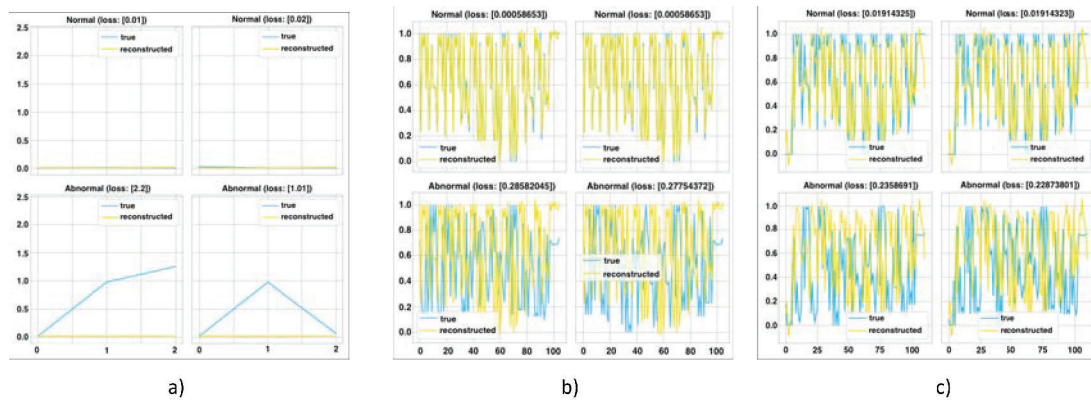 Normal (loss: [0.01])
Normal (loss: [0.02])
2.5
2.0
1.5
1.0
0.5
0.0
true
reconstructed
true
reconstructed
Abnormal (loss: [2.2])
Abnormal (loss: [1.01])
2.5
2.0
1.5
1.0
0.5
0.0
true
reconstructed
true
reconstructed
0 1 2 0 1 2
a)
Normal (loss: [0.00058653])
Normal (loss: [0.00058653])
1.0
0.8
0.6
0.4
0.2
0.0
true
reconstructed
true
reconstructed
Abnormal (loss:[0.28582045])
Abnormal (loss:[0.27754372])
1.0
0.8
0.6
0.4
0.2
0.0
true
reconstructed
true
reconstructed
0 20 40 60 80 100 0 20 40 60 80 100
b)
Normal (loss: [0.01914325])
Normal (loss: [0.01914323])
1.0
0.8
0.6
0.4
0.2
0.0
true
reconstructed
true
reconstructed
Abnormal (loss:[0.2358691])
Abnormal (loss:[0.22873801])
1.0
0.8
0.6
0.4
0.2
0.0
true
reconstructed
true
reconstructed
0 25 50 75 100 0 25 50 75 100
c)